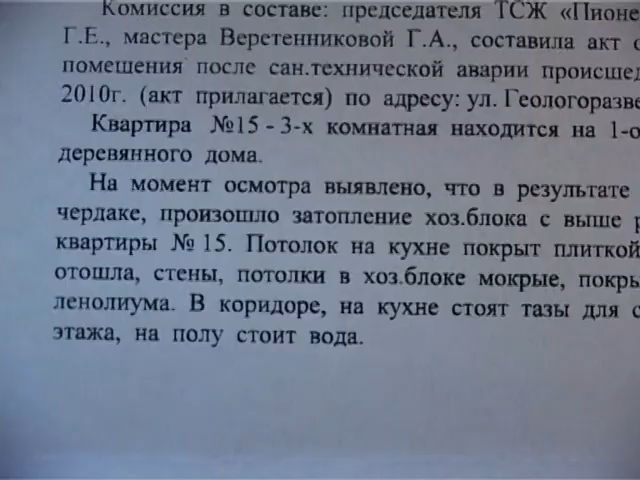 Комиссия в составе: председателя ТСЖ «Пионе
Г.Е., мастера Веретенниковой Г.А., составила акт о
помешения после сан.технической аварии происшед
2010г. (акт прилагается) по адресу: ул. Геологоразве
Квартира №15 - 3-х комнатная находится на 1-о
деревянного дома.
На момент осмотра выявлено, что в результате
чердаке, произошло затопление хоз.блока с выше р
квартиры № 15. Потолок на кухне покрыт плиткой
отошла, стены, потолки в хоз.блоке мокрые, покры
ленолиума. В коридоре, на кухне стоят тазы для с
этажа, на полу стоит вода.